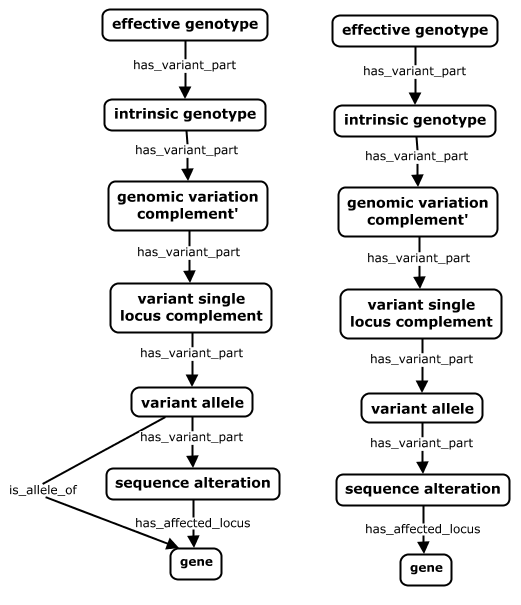 effective genotype
has_variant_part
intrinsic genotype
has_variant_part
genomic variation
complement'
has_variant_part
variant single
locus complement
has_variant_part
variant allele
has_variant_part
is_allele_of
sequence alteration
has_affected_locus
gene
effective genotype
has_variant_part
intrinsic genotype
has_variant_part
genomic variation
complement'
has_variant_part
variant single
locus complement
has_variant_part
variant allele
has_variant_part
sequence alteration
has_affected_locus
gene